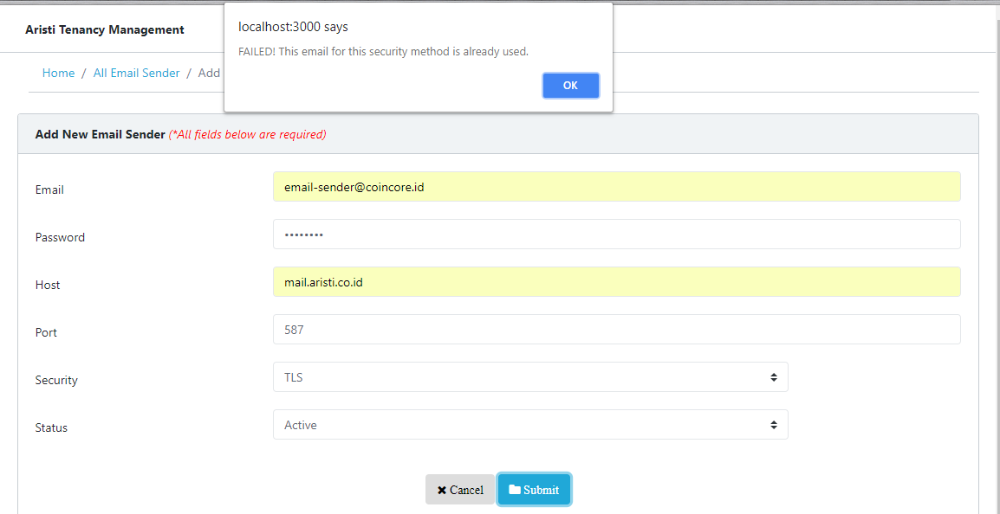 localhost:3000 says
FAILED! This email for this security method is already used.
OK
Aristi Tenancy Management
Home / All Email Sender / Add
Add New Email Sender (*All fields below are required)
Email email-sender@coincore.id
Password ••••••••
Host mail.aristi.co.id
Port 587
Security TLS
Status Active
Cancel Submit